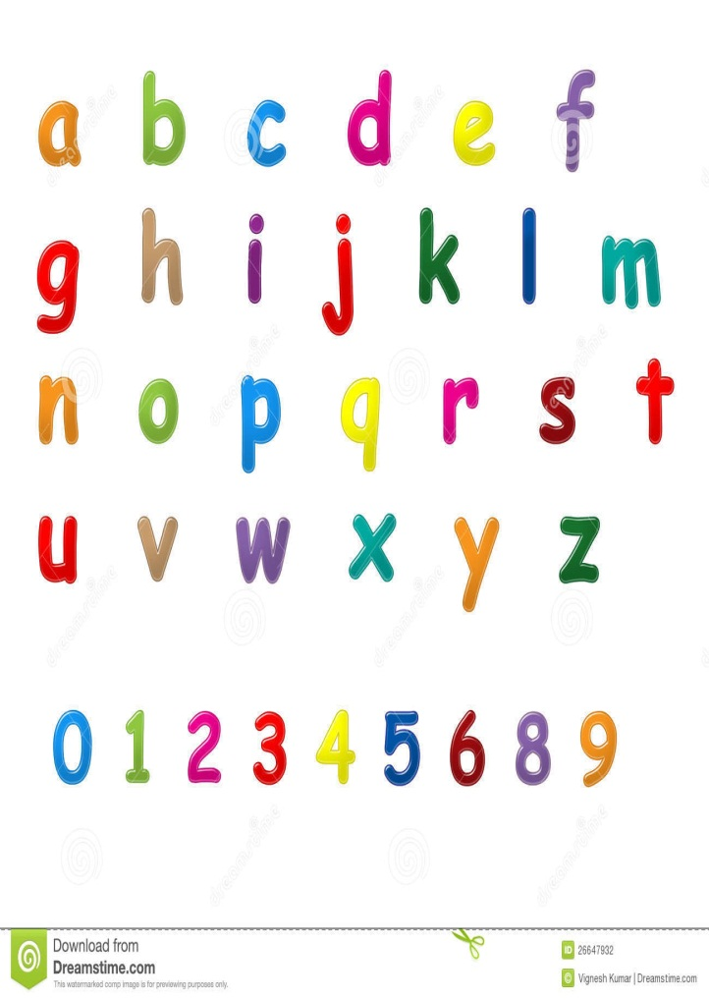 a b c d e f
g h i j k l m
n o p q r s t
u v w x y z
0 1 2 3 4 5 6 8 9
Download from
Dreamstime.com
This watermarked comp image is for previewing purposes only.
ID 26647932
© Vignesh Kumar | Dreamstime.com